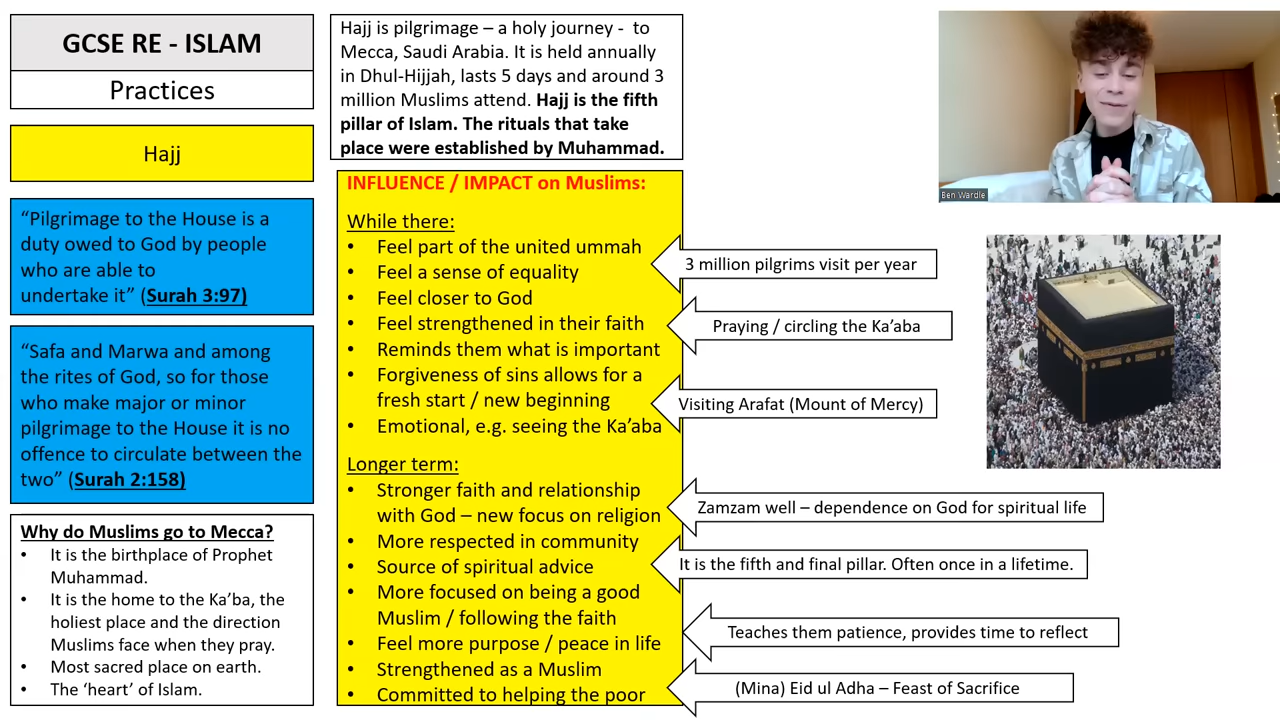 GCSE RE - ISLAM
Practices
Hajj
“Pilgrimage to the House is a
duty owed to God by people
who are able to
undertake it” (Surah 3:97)
“Safa and Marwa and among
the rites of God, so for those
who make major or minor
pilgrimage to the House it is no
offence to circulate between the
two” (Surah 2:158)
Why do Muslims go to Mecca?
• It is the birthplace of Prophet
Muhammad.
• It is the home to the Ka’ba, the
holiest place and the direction
Muslims face when they pray.
• Most sacred place on earth.
• The ‘heart’ of Islam.
Hajj is pilgrimage – a holy journey - to
Mecca, Saudi Arabia. It is held annually
in Dhul-Hijjah, lasts 5 days and around 3
million Muslims attend. Hajj is the fifth
pillar of Islam. The rituals that take
place were established by Muhammad.
INFLUENCE / IMPACT on Muslims:
While there:
• Feel part of the united ummah
• Feel a sense of equality
• Feel closer to God
• Feel strengthened in their faith
• Reminds them what is important
• Forgiveness of sins allows for a
fresh start / new beginning
• Emotional, e.g. seeing the Ka’aba
Longer term:
• Stronger faith and relationship
with God – new focus on religion
• More respected in community
• Source of spiritual advice
• More focused on being a good
Muslim / following the faith
• Feel more purpose / peace in life
• Strengthened as a Muslim
• Committed to helping the poor
3 million pilgrims visit per year
Praying / circling the Ka’aba
Visiting Arafat (Mount of Mercy)
Zamzam well – dependence on God for spiritual life
It is the fifth and final pillar. Often once in a lifetime.
Teaches them patience, provides time to reflect
(Mina) Eid ul Adha – Feast of Sacrifice
Ben Wardle